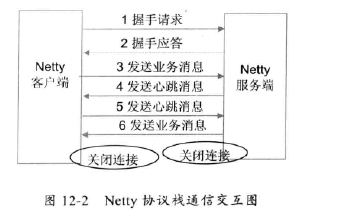 1 握手请求
Netty
客户端
2 握手应答
3 发送业务消息
4 发送心跳消息
5 发送心跳消息
6 发送业务消息
Netty
服务端
关闭连接
关闭连接
图 12-2 Netty 协议栈通信交互图